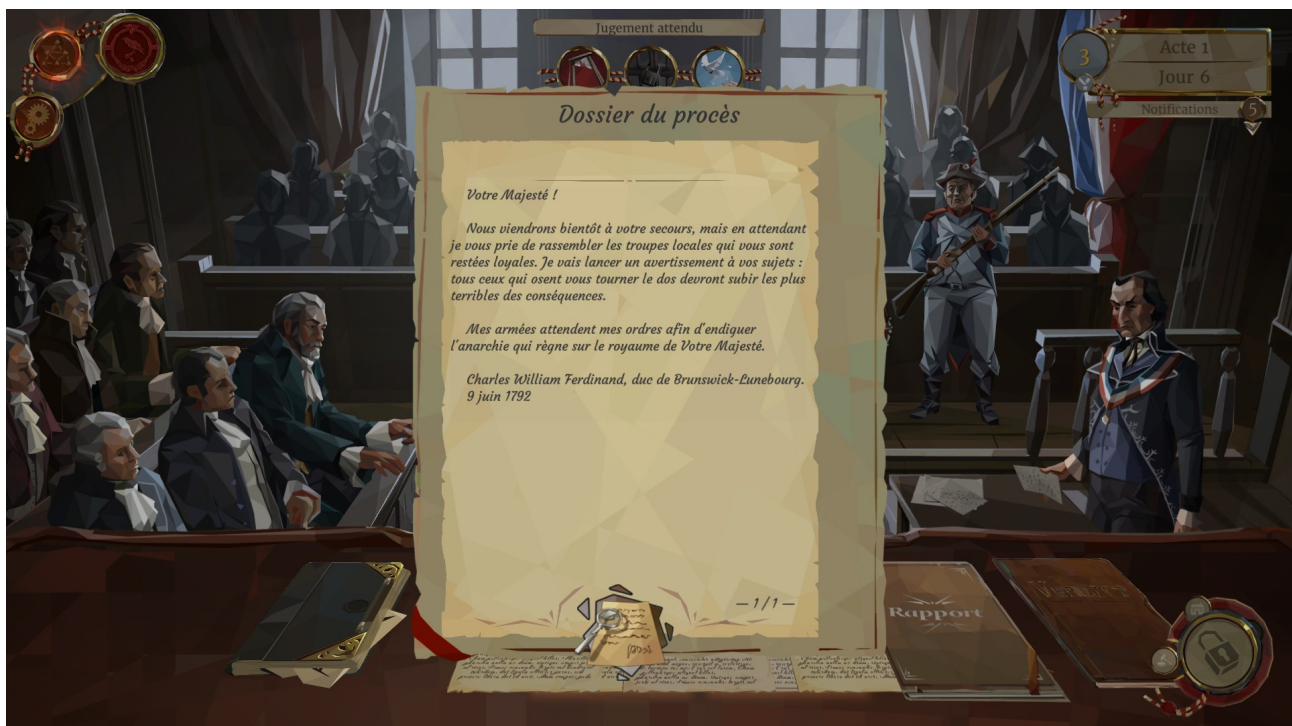 Jugement attendu
3
Acte 1
Jour 6
Notifications
5
Dossier du procès
Votre Majesté !
Nous viendrons bientôt à votre secours, mais en attendant
je vous prie de rassembler les troupes locales qui vous sont
restées loyales. Je vais lancer un avertissement à vos sujets :
tous ceux qui osent vous tourner le dos devront subir les plus
terribles des conséquences.
Mes armées attendent mes ordres afin d'endiguer
l'anarchie qui règne sur le royaume de Votre Majesté.
Charles William Ferdinand, duc de Brunswick-Lunebourg.
9 juin 1792
— 1 / 1 —
Rapport
VERDICT